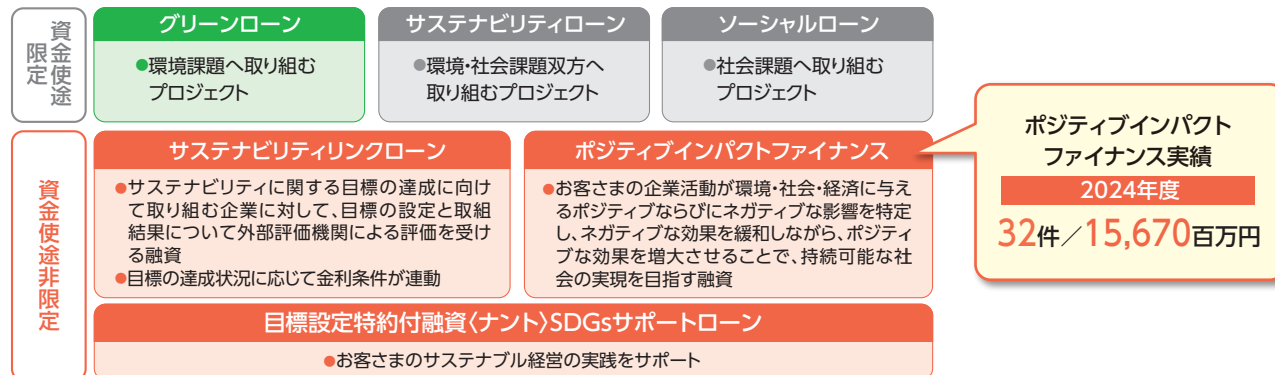 資金使途
限定
グリーンローン
●環境課題へ取り組む
プロジェクト
サステナビリティローン
●環境・社会課題双方へ
取り組むプロジェクト
ソーシャルローン
●社会課題へ取り組む
プロジェクト
資金使途非限定
サステナビリティリンクローン
●サステナビリティに関する目標の達成に向け
て取り組む企業に対して、目標の設定と取組
結果について外部評価機関による評価を受け
る融資
●目標の達成状況に応じて金利条件が連動
ポジティブインパクトファイナンス
●お客さまの企業活動が環境・社会・経済に与え
るポジティブならびにネガティブな影響を特定
し、ネガティブな効果を緩和しながら、ポジティ
ブな効果を増大させることで、持続可能な社
会の実現を目指す融資
目標設定特約付融資〈ナント〉SDGsサポートローン
●お客さまのサステナブル経営の実践をサポート
ポジティブインパクト
ファイナンス実績
2024年度
32件／15,670百万円